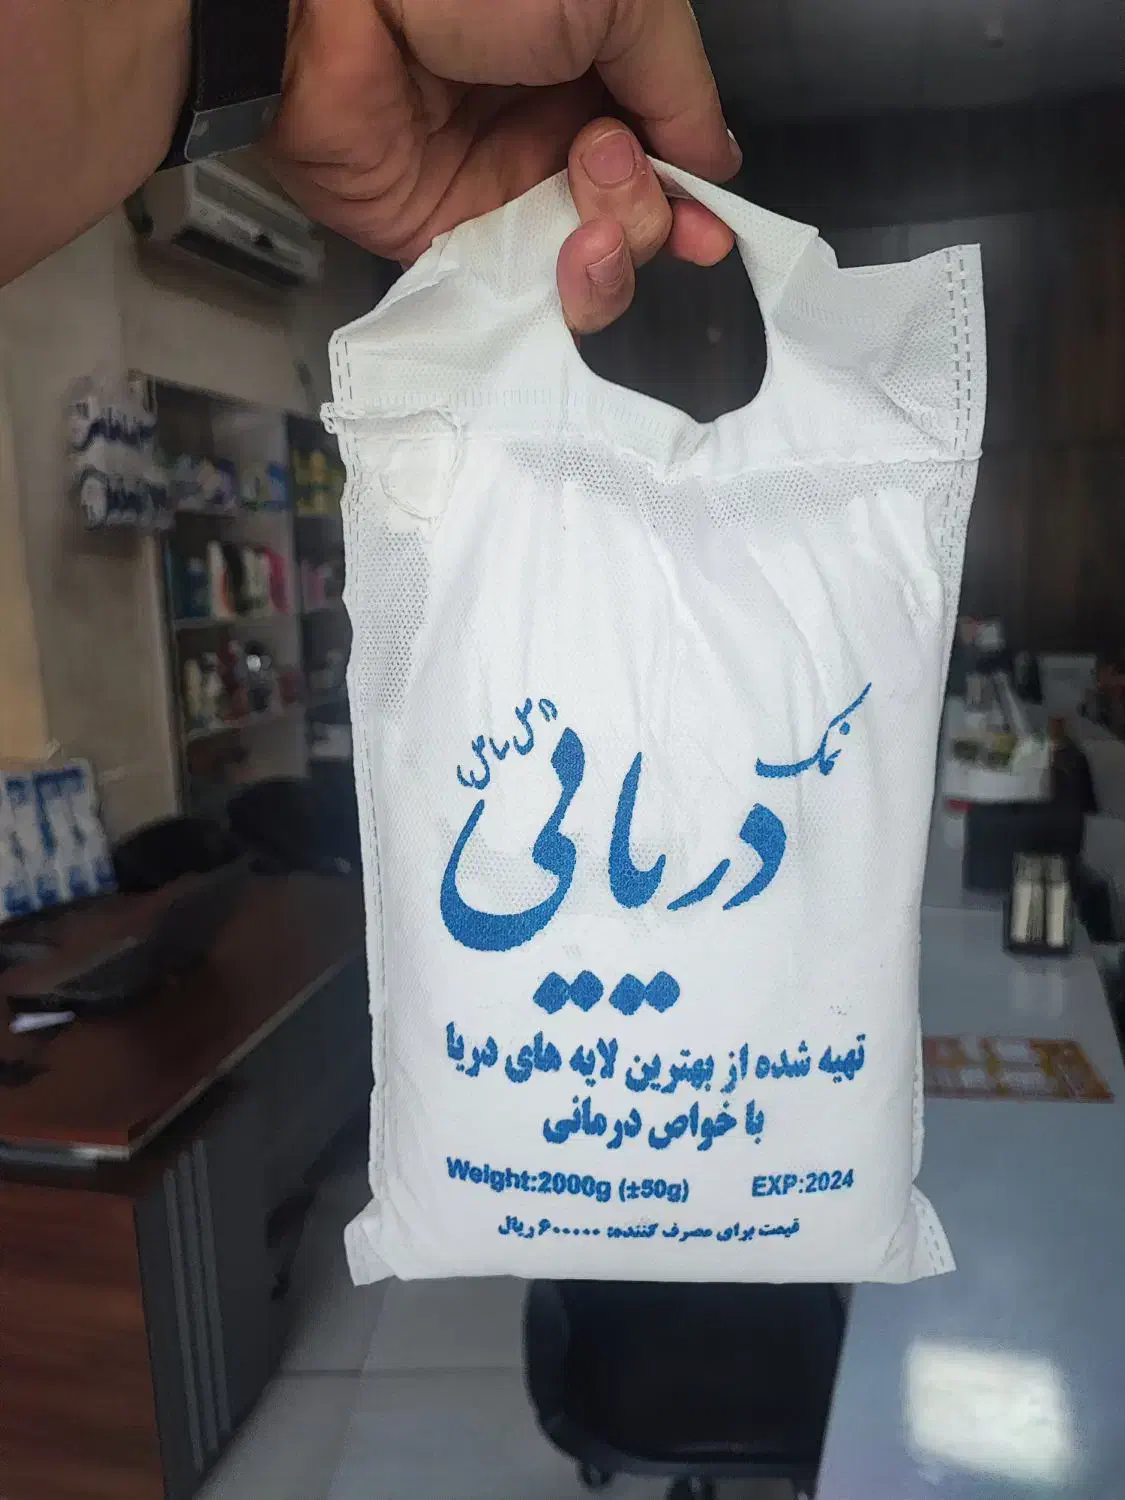 نمک
دریائی
تهیه شده از بهترین لایه های دریا
با خواص درمانی
Weight:2000g (±50g) EXP:2024
قیمت برای مصرف کننده: ۶۰۰۰۰۰ ریال